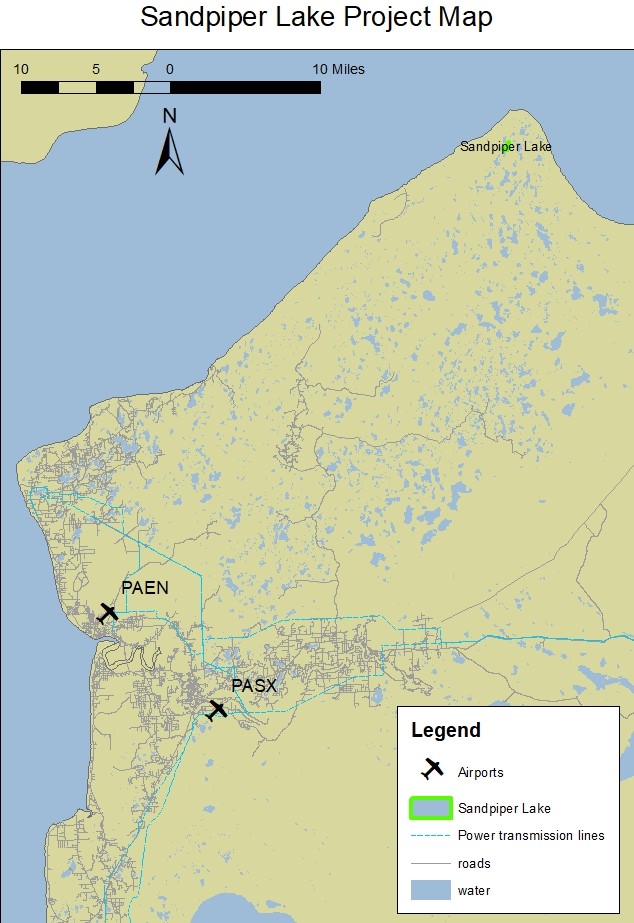 Sandpiper Lake Project Map
10 5 0 10 Miles
N
Sandpiper Lake
PAEN
PASX
Legend
Airports
Sandpiper Lake
Power transmission lines
roads
water